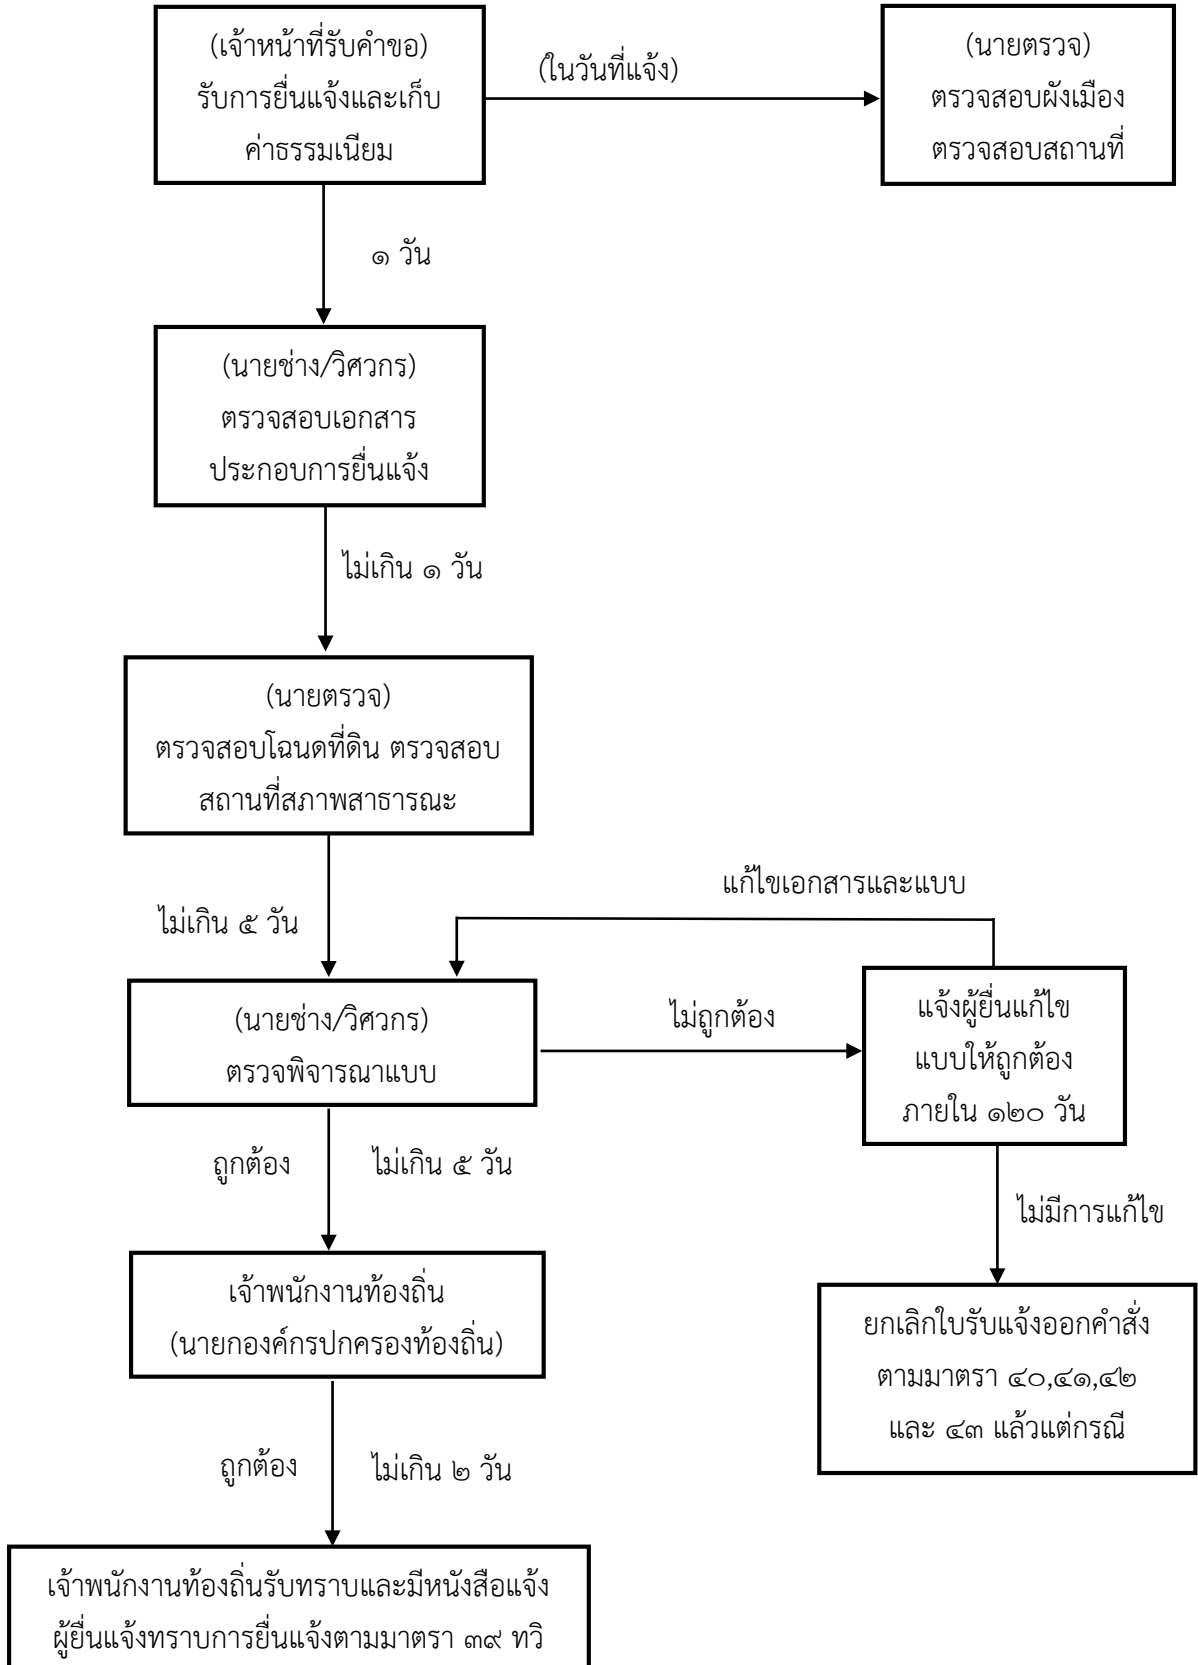 (เจ้าหน้าที่รับคำขอ)
รับการยื่นแจ้งและเก็บ
ค่าธรรมเนียม
(ในวันที่แจ้ง)
(นายตรวจ)
ตรวจสอบผังเมือง
ตรวจสอบสถานที่
๑ วัน
(นายช่าง/วิศวกร)
ตรวจสอบเอกสาร
ประกอบการยื่นแจ้ง
ไม่เกิน ๑ วัน
(นายตรวจ)
ตรวจสอบโฉนดที่ดิน ตรวจสอบ
สถานที่สภาพสาธารณะ
ไม่เกิน ๕ วัน
แก้ไขเอกสารและแบบ
(นายช่าง/วิศวกร)
ตรวจพิจารณาแบบ
ไม่ถูกต้อง
แจ้งผู้ยื่นแก้ไข
แบบให้ถูกต้อง
ภายใน ๑๒๐ วัน
ถูกต้อง
ไม่เกิน ๕ วัน
ไม่มีการแก้ไข
เจ้าพนักงานท้องถิ่น
(นายกองค์กรปกครองท้องถิ่น)
ยกเลิกใบรับแจ้งออกคำสั่ง
ตามมาตรา ๔๐,๔๑,๔๒
และ ๔๓ แล้วแต่กรณี
ถูกต้อง
ไม่เกิน ๒ วัน
เจ้าพนักงานท้องถิ่นรับทราบและมีหนังสือแจ้ง
ผู้ยื่นแจ้งทราบการยื่นแจ้งตามมาตรา ๓๙ ทวิ